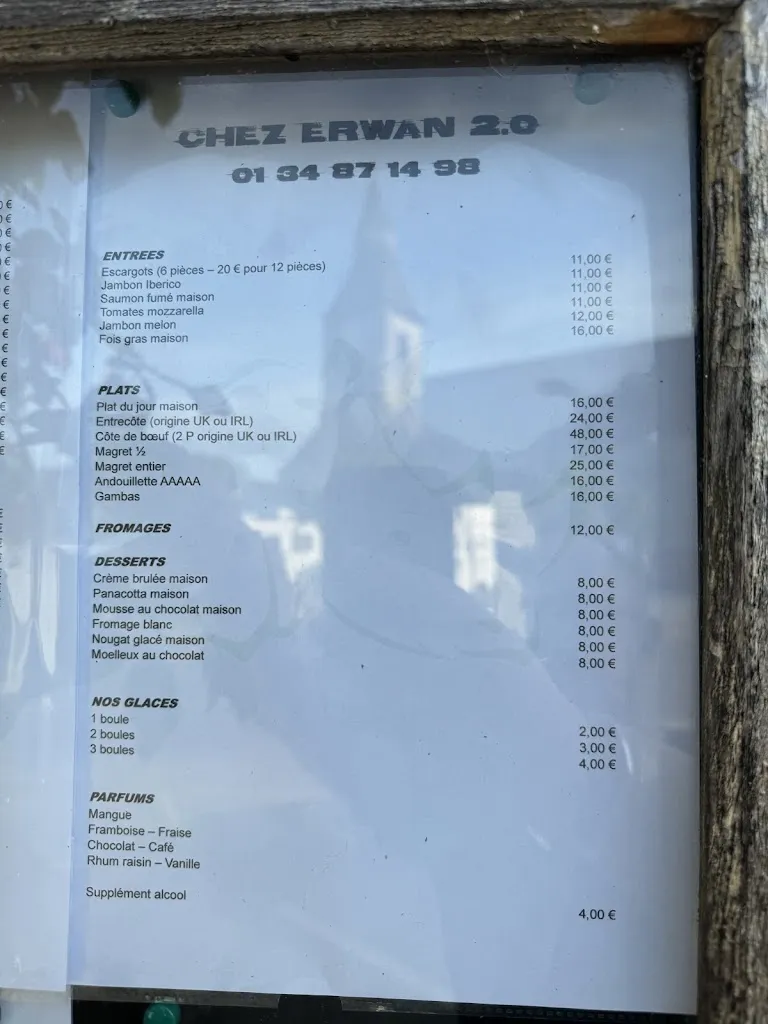 CHEZ ERWAN 2.0
01 34 87 14 98
ENTREES
Escargots (6 pièces – 20 € pour 12 pièces) 11,00 €
Jambon Iberico 11,00 €
Saumon fumé maison 11,00 €
Tomates mozzarella 11,00 €
Jambon melon 12,00 €
Fois gras maison 16,00 €
PLATS
Plat du jour maison 16,00 €
Entrecôte (origine UK ou IRL) 24,00 €
Côte de bœuf (2 P origine UK ou IRL) 48,00 €
Magret ½ 17,00 €
Magret entier 25,00 €
Andouillette AAAAA 16,00 €
Gambas 16,00 €
FROMAGES 12,00 €
DESSERTS
Crème brulée maison 8,00 €
Panacotta maison 8,00 €
Mousse au chocolat maison 8,00 €
Fromage blanc 8,00 €
Nougat glacé maison 8,00 €
Moelleux au chocolat 8,00 €
NOS GLACES
1 boule 2,00 €
2 boules 3,00 €
3 boules 4,00 €
PARFUMS
Mangue
Framboise – Fraise
Chocolat – Café
Rhum raisin – Vanille
Supplément alcool 4,00 €